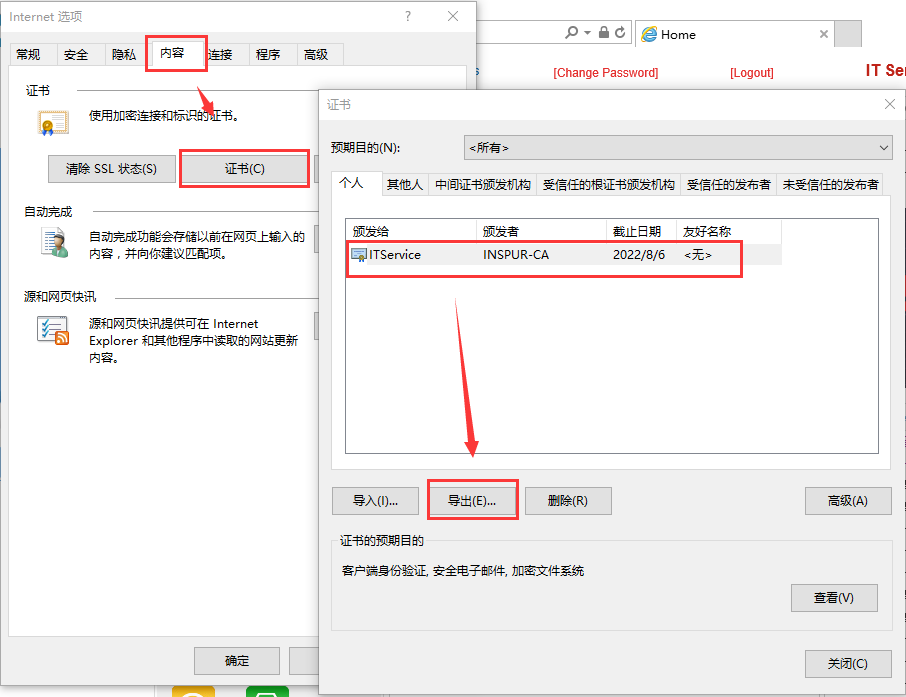 Internet 选项
?
常规
安全
隐私
内容
连接
程序
高级
证书
使用加密连接和标识的证书。
清除 SSL 状态(S)
证书(C)
自动完成
自动完成功能会存储以前在网页上输入的
内容，并向你建议匹配项。
源和网页快讯
源和网页快讯提供可在 Internet
Explorer 和其他程序中读取的网站更新
内容。
确定
Home
[Change Password]
[Logout]
IT Ser
证书
预期目的(N):
<所有>
个人
其他人
中间证书颁发机构
受信任的根证书颁发机构
受信任的发布者
未受信任的发布者
颁发给
颁发者
截止日期
友好名称
ITService
INSPUR-CA
2022/8/6
<无>
导入(I)...
导出(E)...
删除(R)
高级(A)
证书的预期目的
客户端身份验证, 安全电子邮件, 加密文件系统
查看(V)
关闭(C)